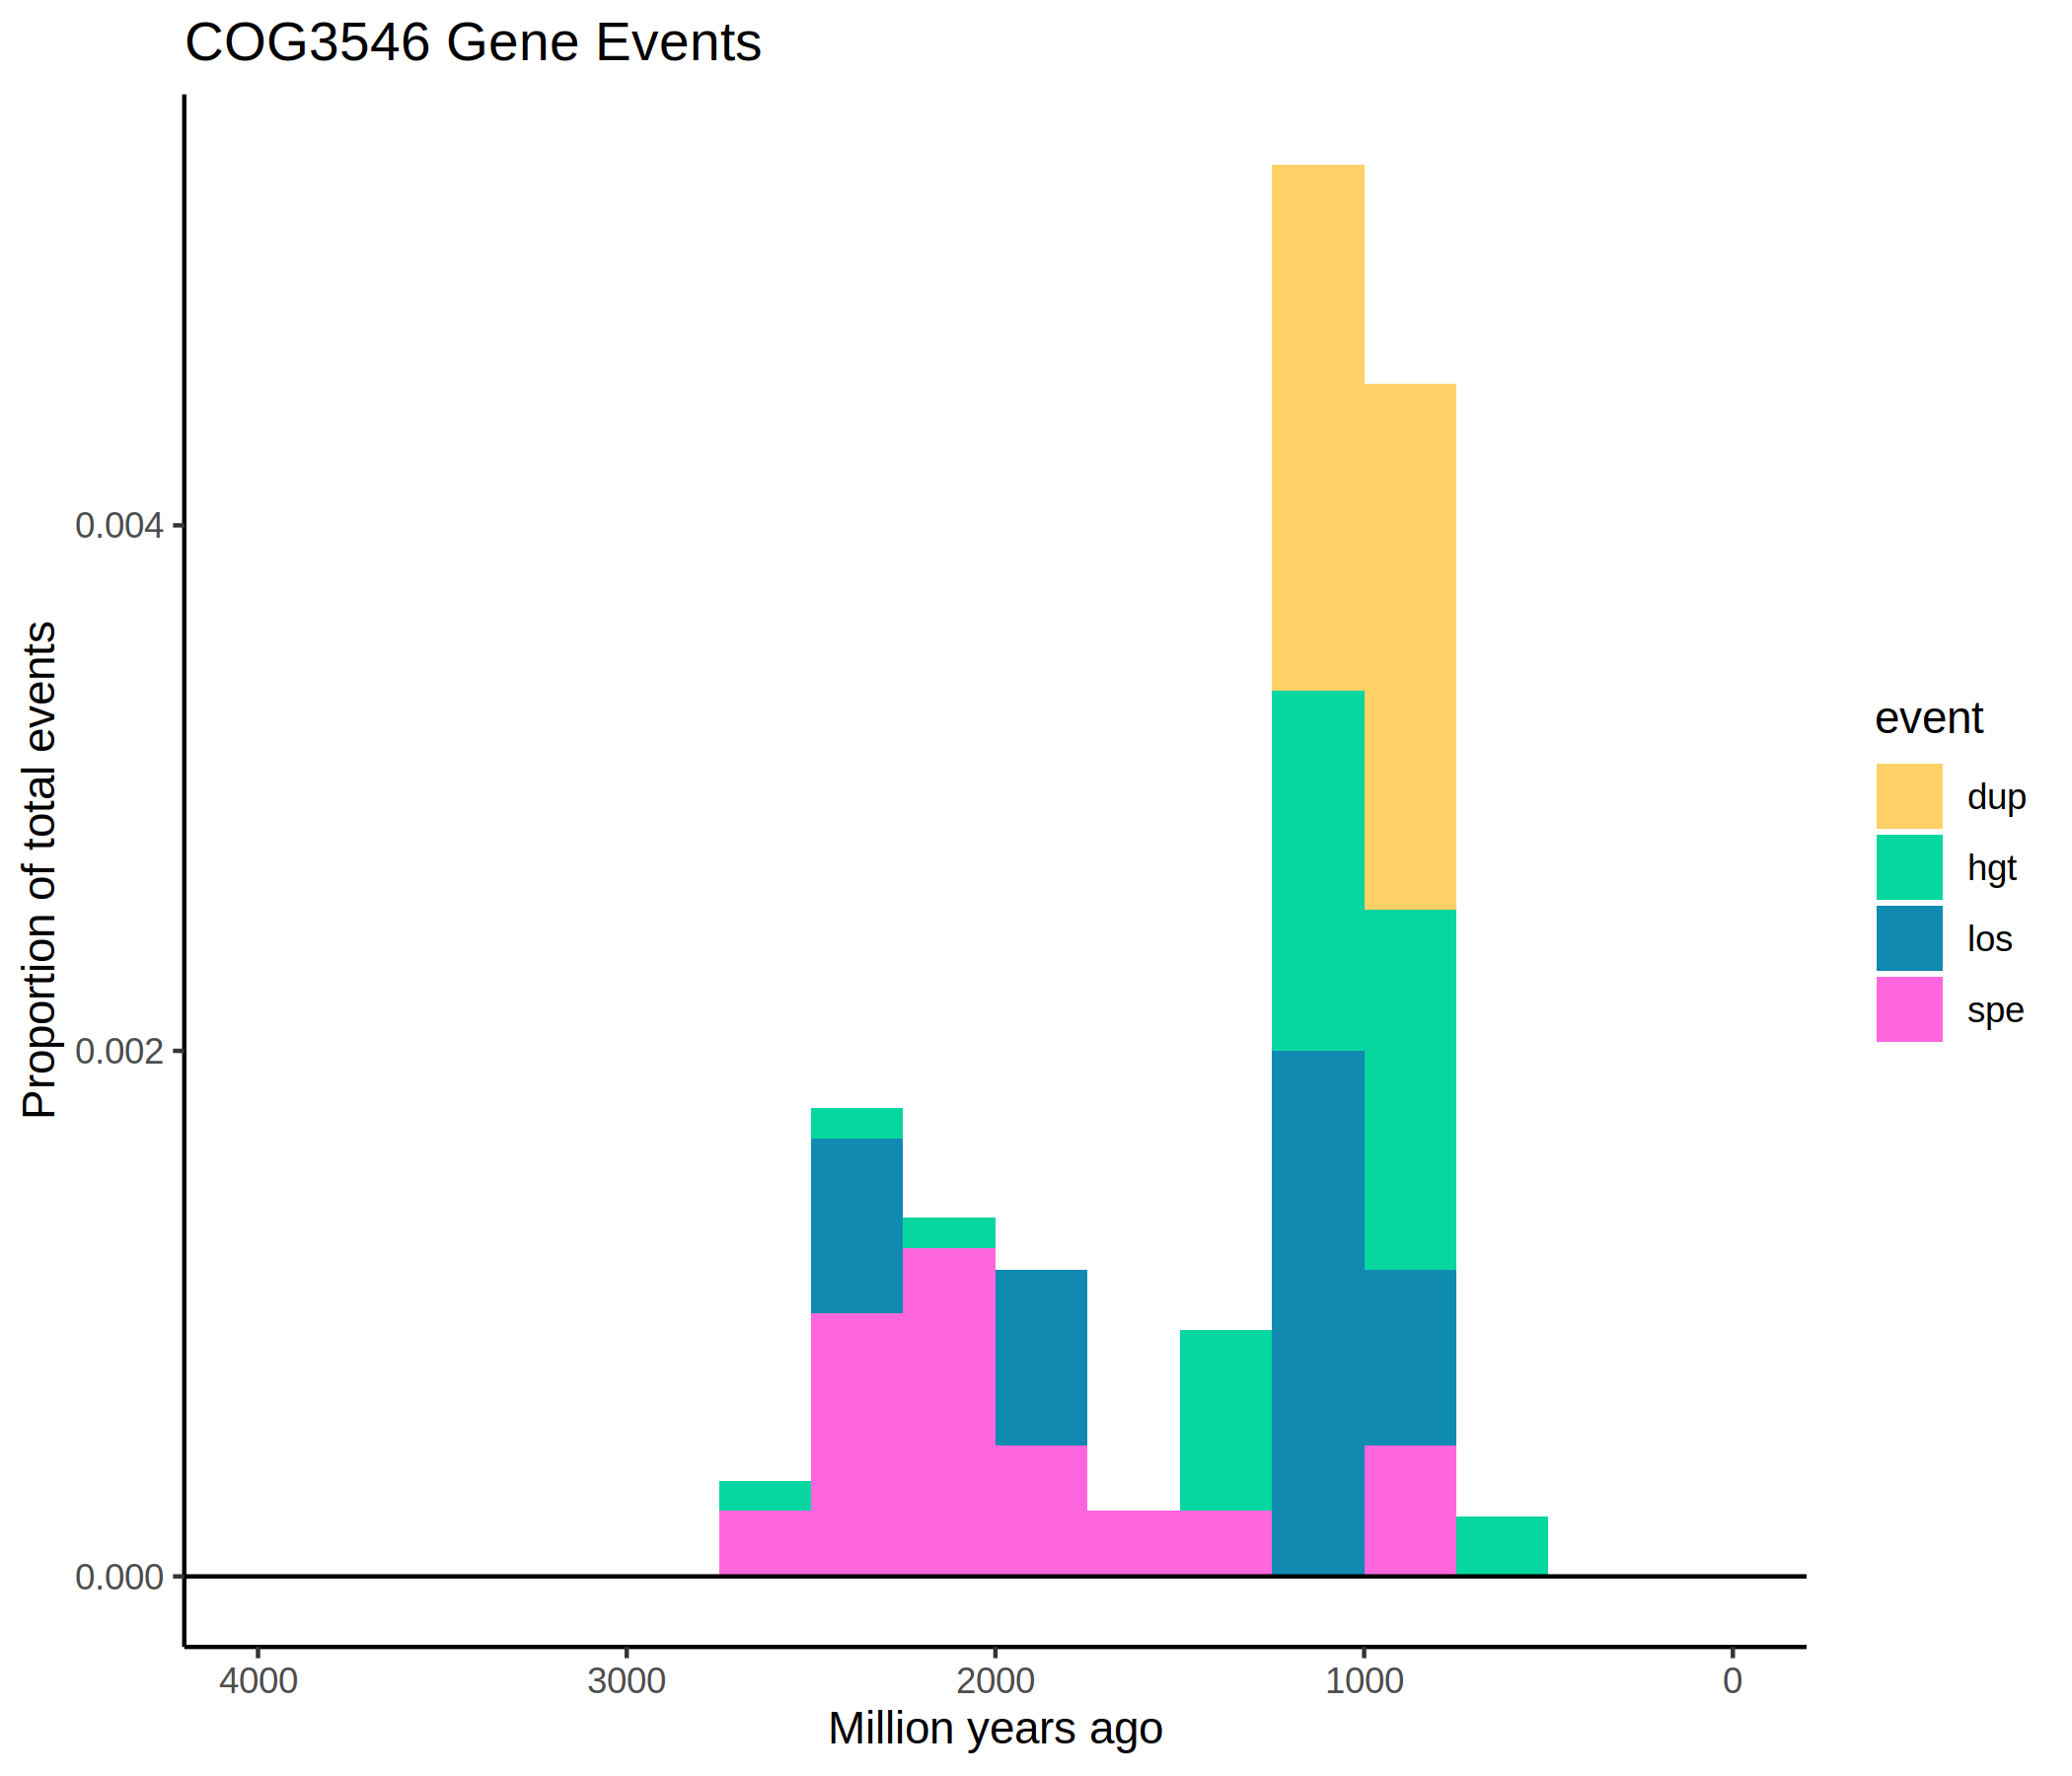 COG3546 Gene Events
Proportion of total events
0.004
0.002
0.000
4000 3000 2000 1000 0
Million years ago
event
dup
hgt
los
spe